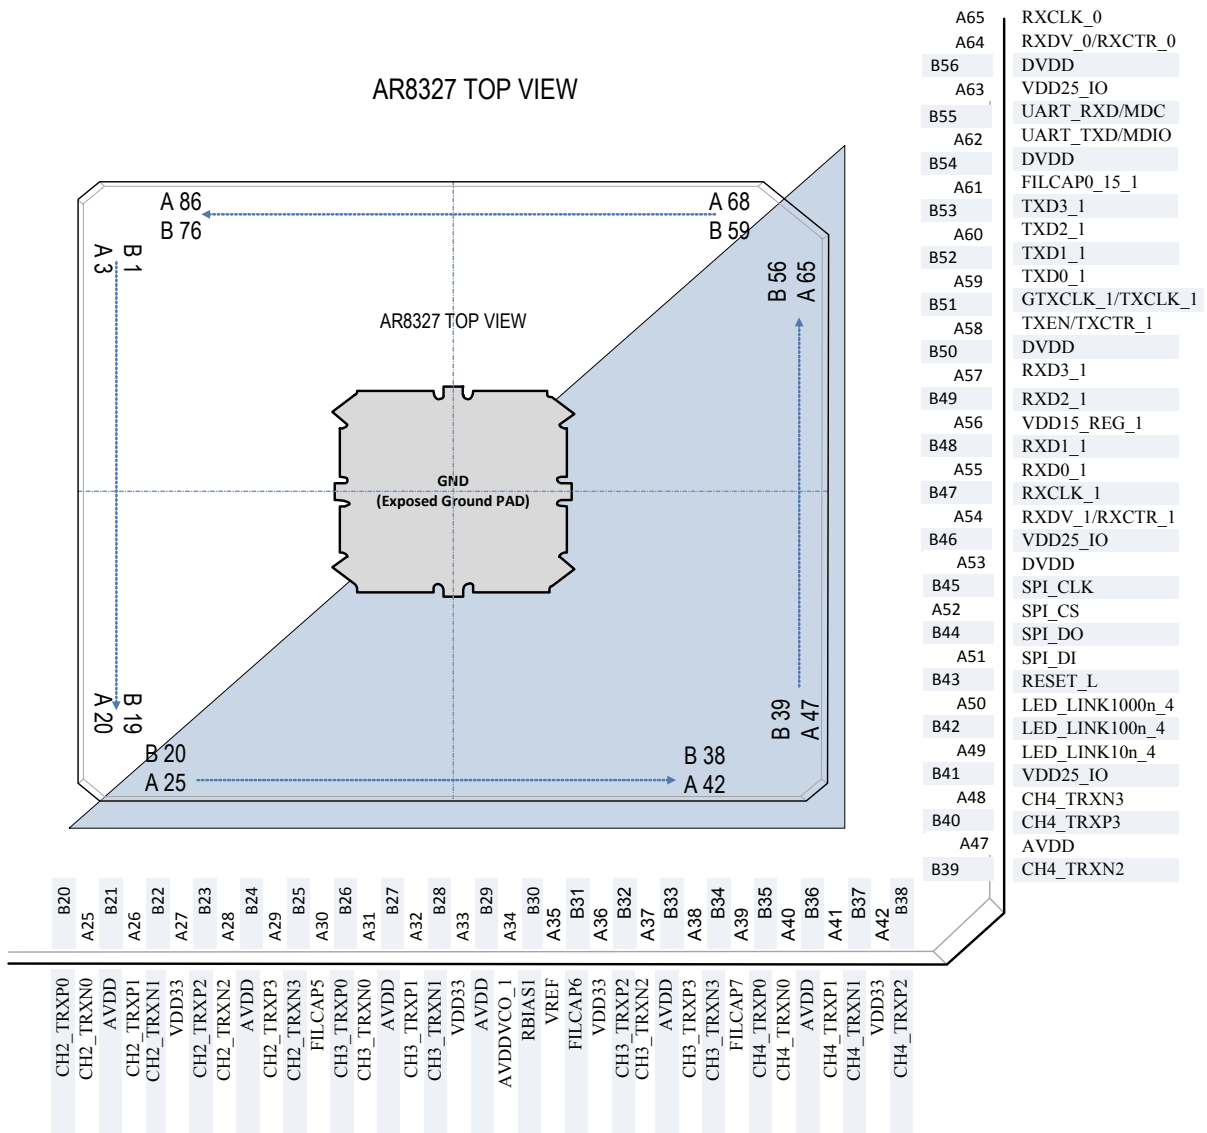 AR8327 TOP VIEW
A 86
A 68
B 76
B 59
B 1
A 3
B 56
A 65
AR8327 TOP VIEW
GND
(Exposed Ground PAD)
B 19
A 20
B 39
A 47
B 20
B 38
A 25
A 42
A65 RXCLK_0
A64 RXDV_0/RXCTR_0
B56 DVDD
A63 VDD25_IO
B55 UART_RXD/MDC
A62 UART_TXD/MDIO
B54 DVDD
A61 FILCAP0_15_1
B53 TXD3_1
A60 TXD2_1
B52 TXD1_1
A59 TXD0_1
B51 GTXCLK_1/TXCLK_1
A58 TXEN/TXCTR_1
B50 DVDD
A57 RXD3_1
B49 RXD2_1
A56 VDD15_REG_1
B48 RXD1_1
A55 RXD0_1
B47 RXCLK_1
A54 RXDV_1/RXCTR_1
B46 VDD25_IO
A53 DVDD
B45 SPI_CLK
A52 SPI_CS
B44 SPI_DO
A51 SPI_DI
B43 RESET_L
A50 LED_LINK1000n_4
B42 LED_LINK100n_4
A49 LED_LINK10n_4
B41 VDD25_IO
A48 CH4_TRXN3
B40 CH4_TRXP3
A47 AVDD
B39 CH4_TRXN2
B20 CH2_TRXP0
A25 CH2_TRXN0
B21 AVDD
A26 CH2_TRXP1
B22 CH2_TRXN1
A27 VDD33
B23 CH2_TRXP2
A28 CH2_TRXN2
B24 AVDD
A29 CH2_TRXP3
B25 CH2_TRXN3
A30 FILCAP5
B26 CH3_TRXP0
A31 CH3_TRXN0
B27 AVDD
A32 CH3_TRXP1
B28 CH3_TRXN1
A33 VDD33
B29 AVDD
A34 AVDDVCO_1
B30 RBIAS1
A35 VREF
B31 FILCAP6
A36 VDD33
B32 CH3_TRXP2
A37 CH3_TRXN2
B33 AVDD
A38 CH3_TRXP3
B34 CH3_TRXN3
A39 FILCAP7
B35 CH4_TRXP0
A40 CH4_TRXN0
B36 AVDD
A41 CH4_TRXP1
B37 CH4_TRXN1
A42 VDD33
B38 CH4_TRXP2